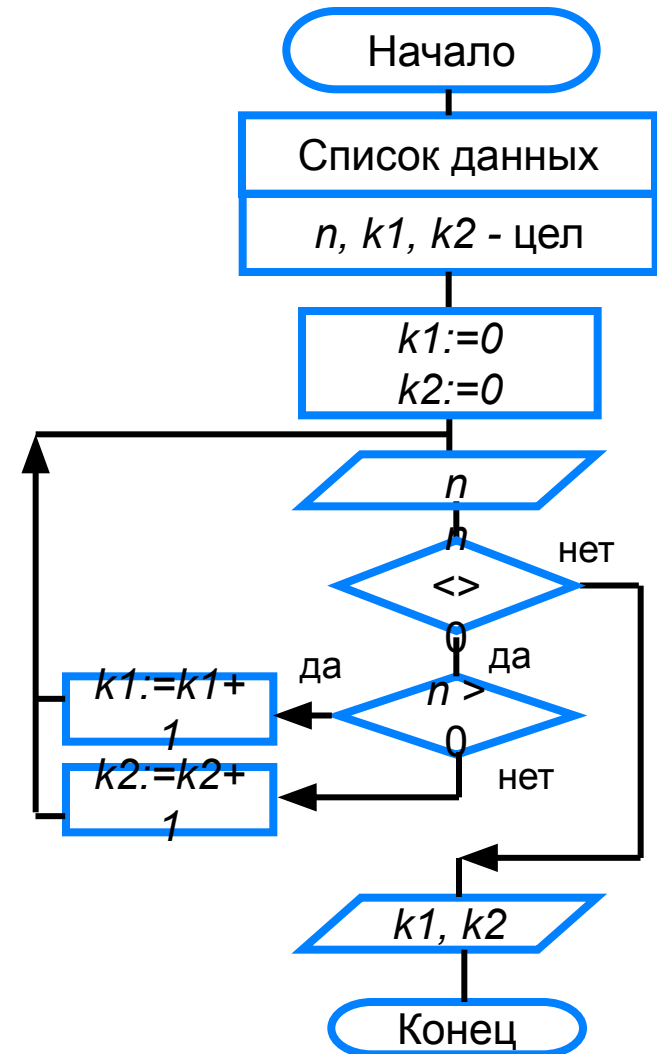 Начало
Список данных
n, k1, k2 - цел
k1:=0
k2:=0
n
n
<>
0
нет
да
n >
0
да
нет
k1:=k1+
1
k2:=k2+
1
k1, k2
Конец